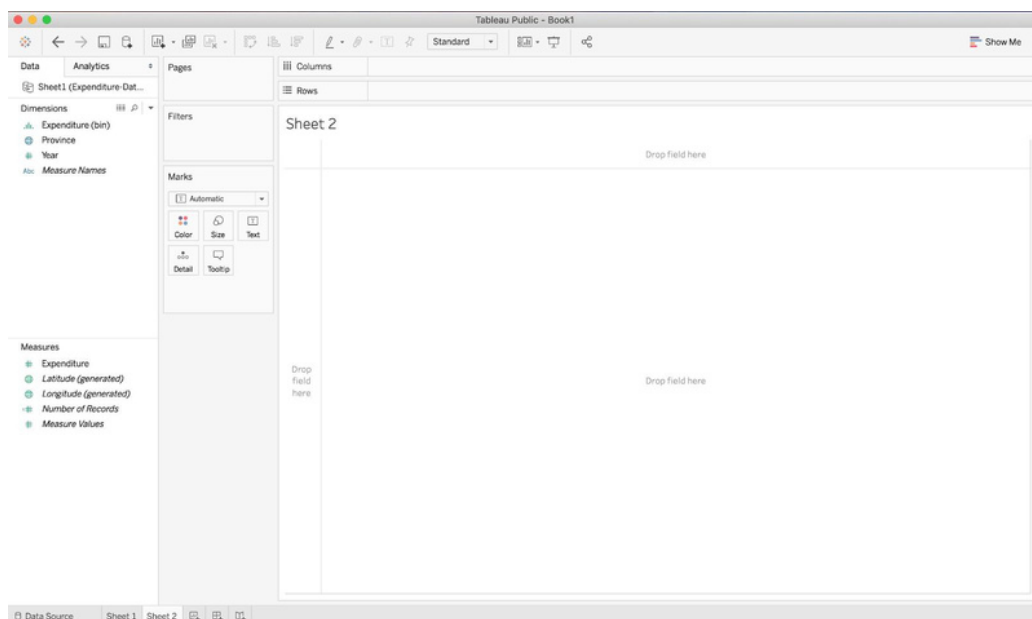 Tableau Public - Book1
Standard
Show Me
Data Analytics
Pages
Columns
Sheet1 (Expenditure-Dat...
Rows
Dimensions
Filters
Expenditure (bin)
Sheet 2
Province
Year
Drop field here
Abc Measure Names
Marks
Automatic
Color Size Text
Detail Tooltip
Measures
Expenditure
Latitude (generated)
Longitude (generated)
Number of Records
Measure Values
Drop
field
here
Drop field here
Data Source Sheet 1 Sheet 2